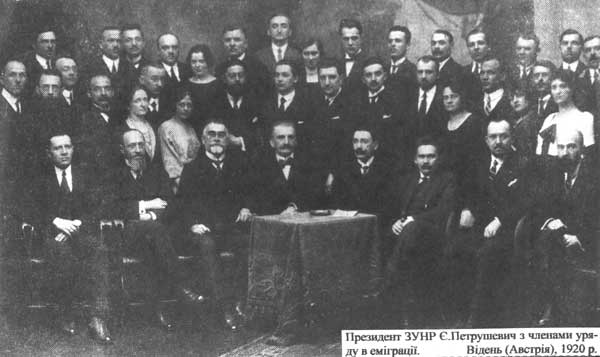 Президент ЗУНР Є.Петрушевич з членами уря-
ду в еміграції. Відень (Австрія), 1920 р.